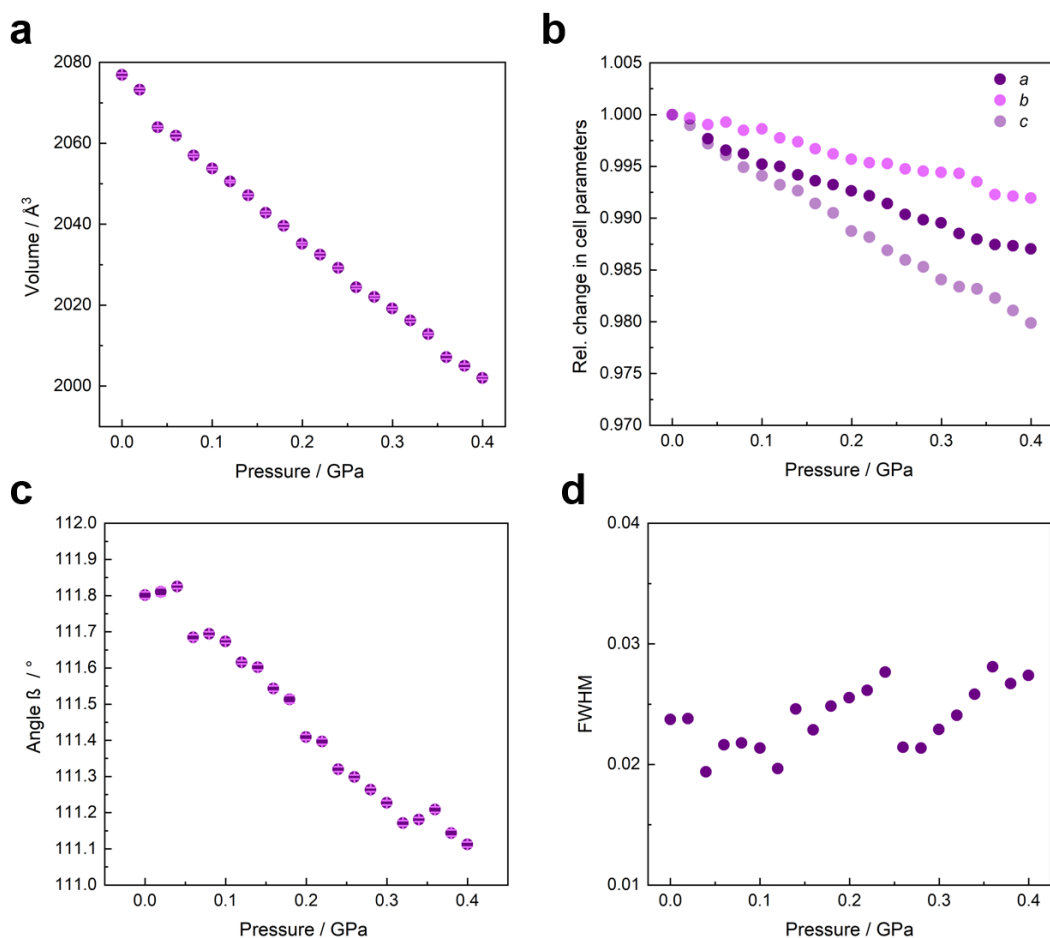 a
2080
2060
2040
2020
2000
Volume / Å³
0.0 0.1 0.2 0.3 0.4
Pressure / GPa
b
1.005
1.000
0.995
0.990
0.985
0.980
0.975
0.970
Rel. change in cell parameters
a
b
c
0.0 0.1 0.2 0.3 0.4
Pressure / GPa
c
112.0
111.9
111.8
111.7
111.6
111.5
111.4
111.3
111.2
111.1
111.0
Angle ß / °
0.0 0.1 0.2 0.3 0.4
Pressure / GPa
d
0.04
0.03
0.02
0.01
FWHM
0.0 0.1 0.2 0.3 0.4
Pressure / GPa